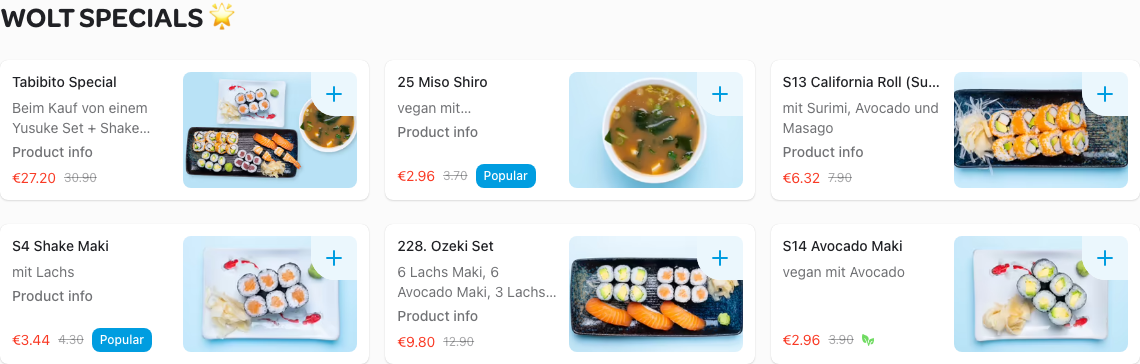 WOLT SPECIALS 🌟
Tabibito Special
Beim Kauf von einem
Yusuke Set + Shake...
Product info
€27.20 30.90
25 Miso Shiro
vegan mit...
Product info
€2.96 3.70 Popular
S13 California Roll (Su...
mit Surimi, Avocado und
Masago
Product info
€6.32 7.90
S4 Shake Maki
mit Lachs
Product info
€3.44 4.30 Popular
228. Ozeki Set
6 Lachs Maki, 6
Avocado Maki, 3 Lachs...
Product info
€9.80 12.90
S14 Avocado Maki
vegan mit Avocado
€2.96 3.90